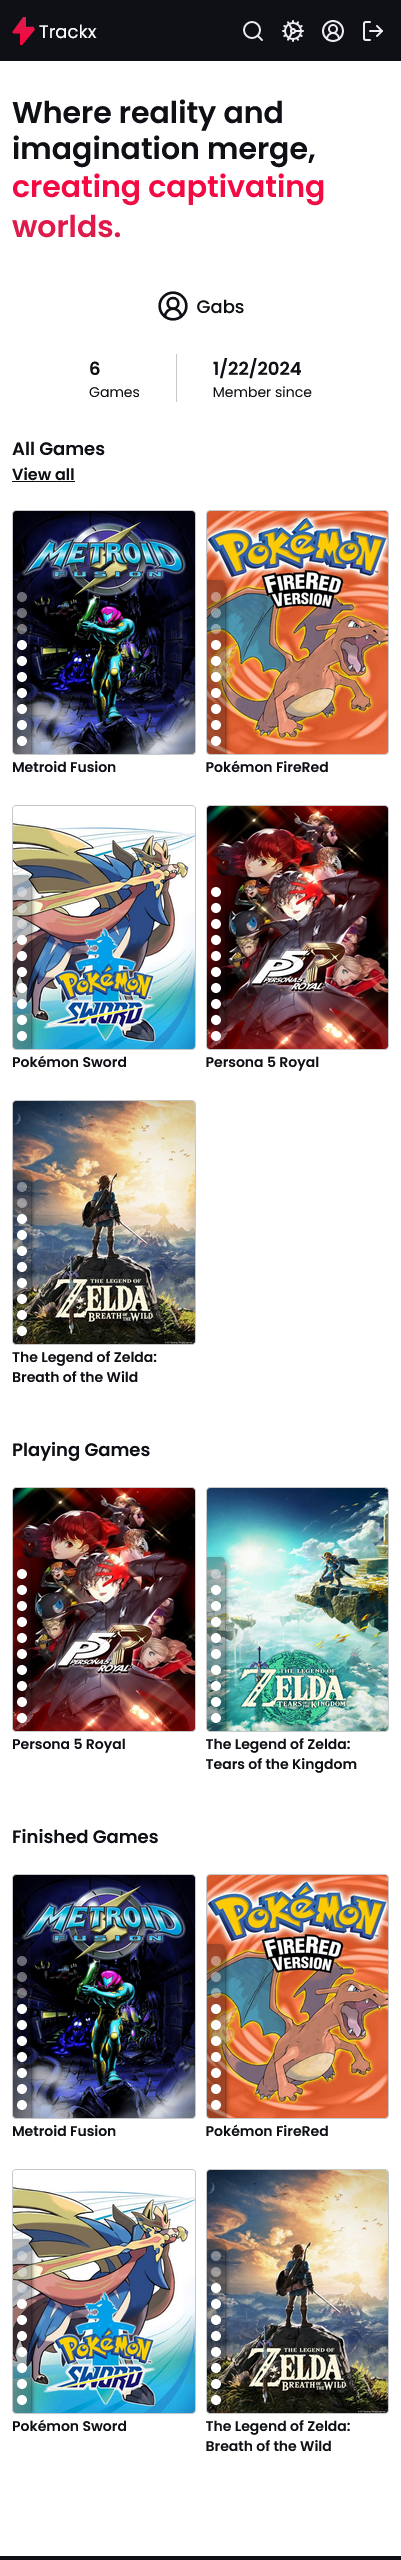 Trackx
Where reality and
imagination merge,
creating captivating
worlds.
Gabs
6
Games
1/22/2024
Member since
All Games
View all
METROID
FUSION
POKéMON
FIRERED
VERSION
Metroid Fusion
Pokémon FireRed
POKéMON
SWORD
P5R
PERSONA5
ROYAL
Pokémon Sword
Persona 5 Royal
THE LEGEND OF
ZELDA
BREATH OF THE WILD
The Legend of Zelda:
Breath of the Wild
Playing Games
P5R
PERSONA5
ROYAL
THE LEGEND OF
ZELDA
TEARS OF THE KINGDOM
Persona 5 Royal
The Legend of Zelda:
Tears of the Kingdom
Finished Games
METROID
FUSION
POKéMON
FIRERED
VERSION
Metroid Fusion
Pokémon FireRed
POKéMON
SWORD
THE LEGEND OF
ZELDA
BREATH OF THE WILD
Pokémon Sword
The Legend of Zelda:
Breath of the Wild